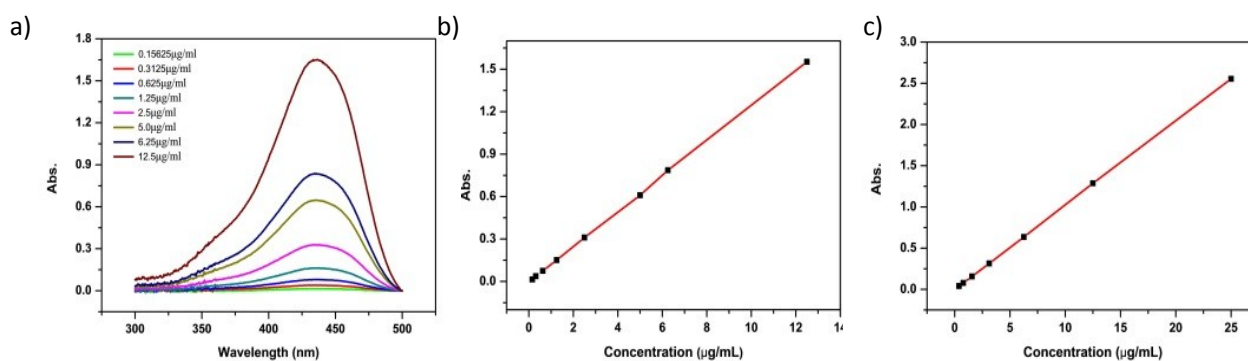 a)
1.8
1.5
1.2
0.9
0.6
0.3
0.0
Abs.
0.15625μg/ml
0.3125μg/ml
0.625μg/ml
1.25μg/ml
2.5μg/ml
5.0μg/ml
6.25μg/ml
12.5μg/ml
300 350 400 450 500
Wavelength (nm)
b)
1.5
1.2
0.9
0.6
0.3
0.0
Abs.
0 2 4 6 8 10 12 14
Concentration (μg/mL)
c)
3.0
2.5
2.0
1.5
1.0
0.5
0.0
Abs.
0 5 10 15 20 25
Concentration (μg/mL)